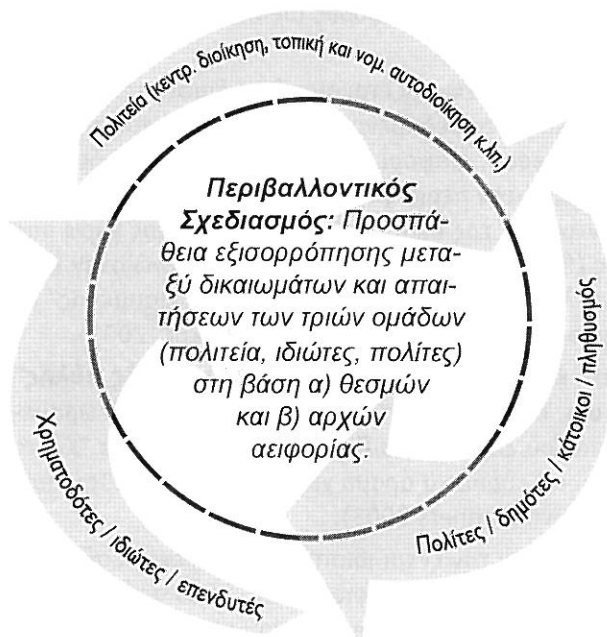 Πολιτεία (κεντρ. διοίκηση, τοπική και νομ. αυτοδιοίκηση κ.λπ.)
Περιβαλλοντικός
Σχεδιασμός: Προσπά-
θεια εξισορρόπησης μετα-
ξύ δικαιωμάτων και απαι-
τήσεων των τριών ομάδων
(πολιτεία, ιδιώτες, πολίτες)
στη βάση α) θεσμών
και β) αρχών
αειφορίας.
Πολίτες / δημότες / κάτοικοι / πληθυσμός
Χρηματοδότες / ιδιώτες / επενδυτές